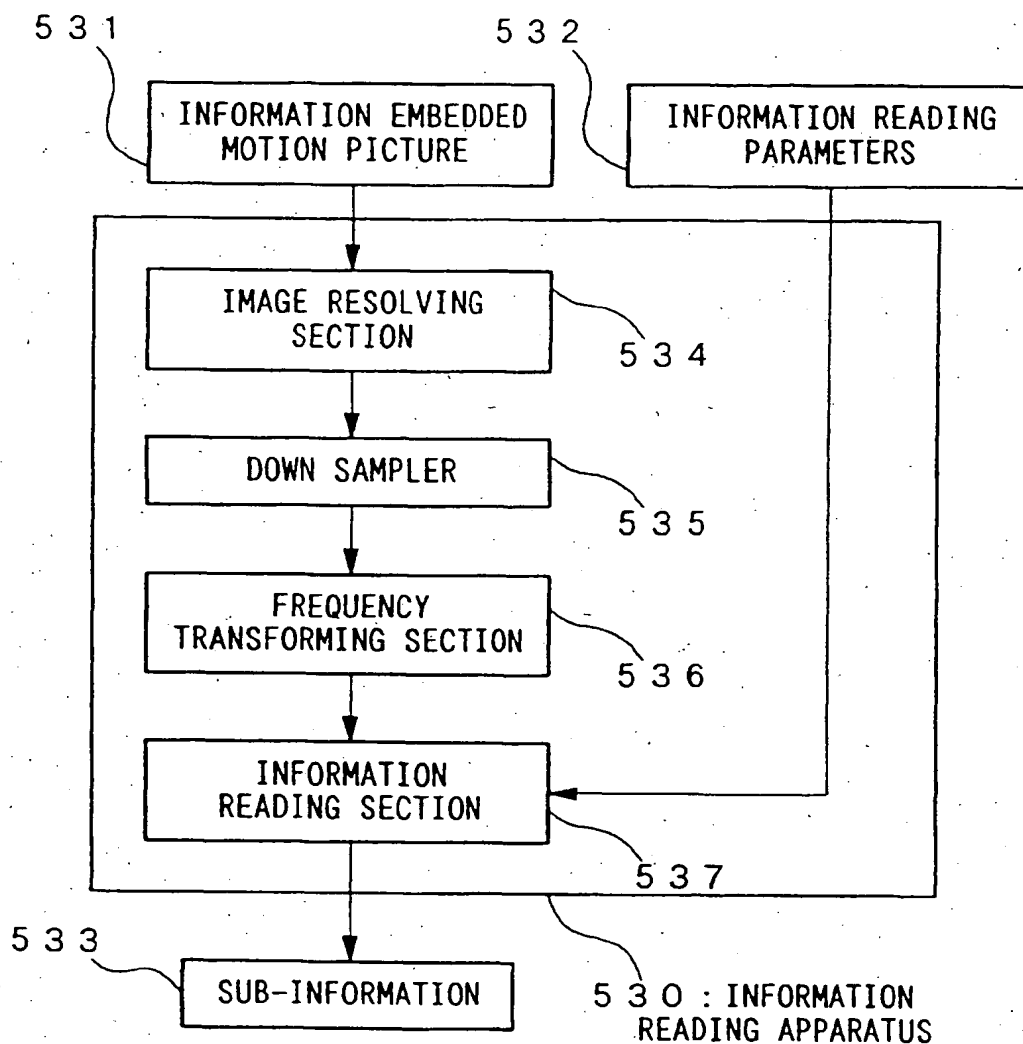 ５３１
５３２
INFORMATION EMBEDDED
MOTION PICTURE
INFORMATION READING
PARAMETERS
IMAGE RESOLVING
SECTION
５３４
DOWN SAMPLER
５３５
FREQUENCY
TRANSFORMING SECTION
５３６
INFORMATION
READING SECTION
５３７
５３３
SUB-INFORMATION
５３０ : INFORMATION
READING APPARATUS